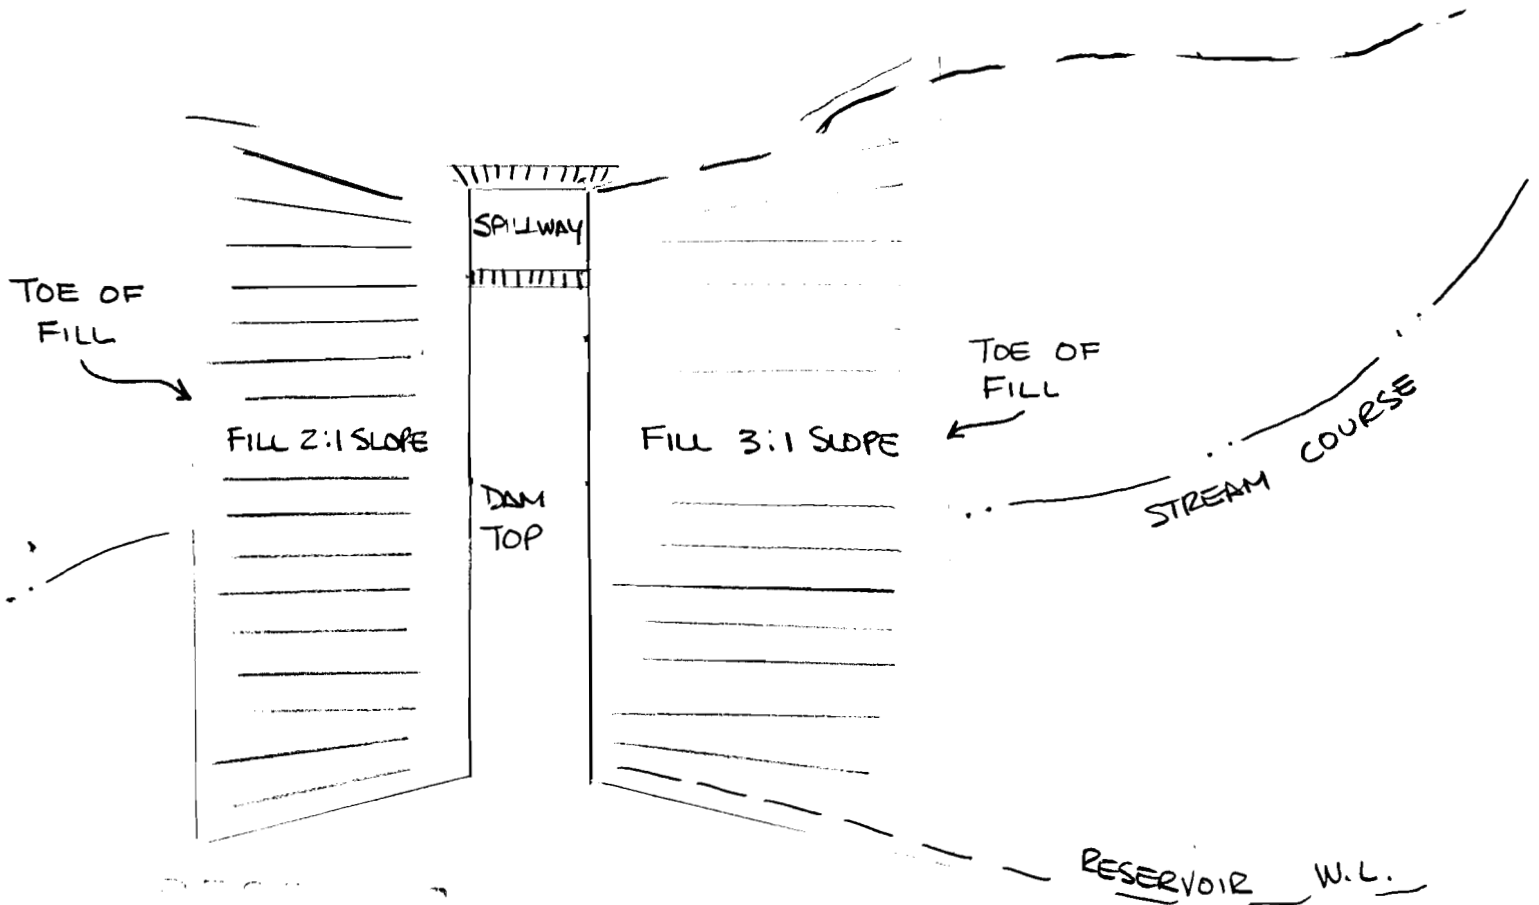 SPILLWAY
TOE OF
FILL
TOE OF
FILL
FILL 2:1 SLOPE
FILL 3:1 SLOPE
DAM
TOP
STREAM COURSE
RESERVOIR W.L.